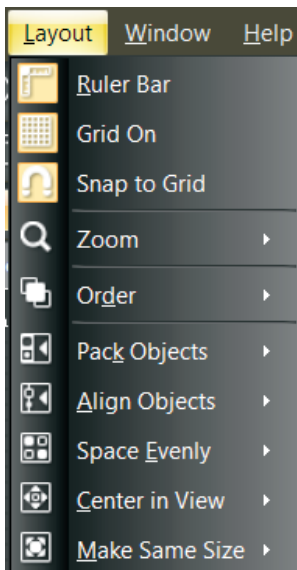 Layout Window Help
Ruler Bar
Grid On
Snap to Grid
Zoom
Order
Pack Objects
Align Objects
Space Evenly
Center in View
Make Same Size